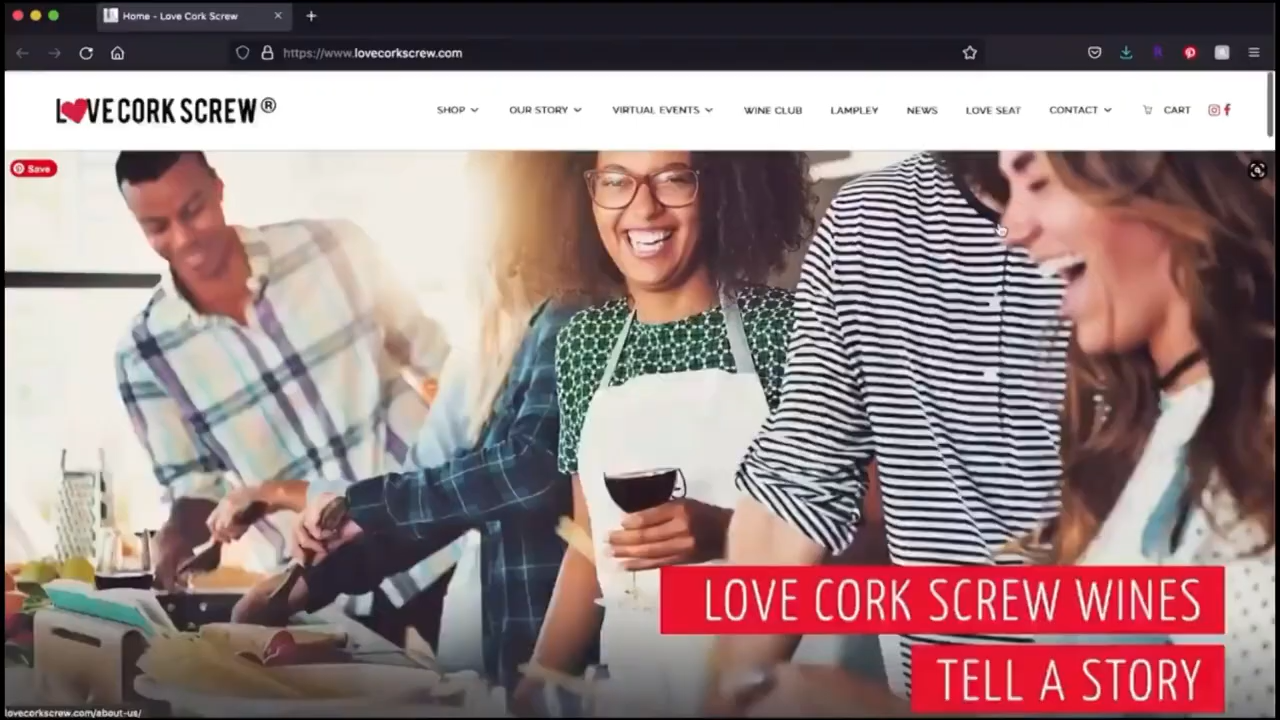 Home - Love Cork Screw
https://www.lovecorkscrew.com
LOVE CORK SCREW ®
SHOP OUR STORY VIRTUAL EVENTS WINE CLUB LAMPLEY NEWS LOVE SEAT CONTACT CART
Save
LOVE CORK SCREW WINES
TELL A STORY
lovecorkscrew.com/about-us/